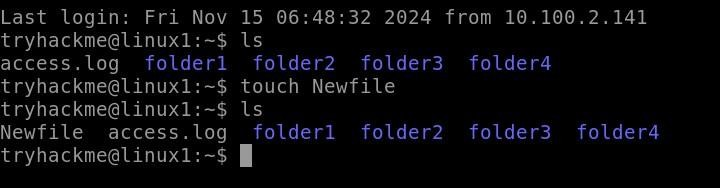 Last login: Fri Nov 15 06:48:32 2024 from 10.100.2.141
tryhackme@linux1:~$ ls
access.log  folder1  folder2  folder3  folder4
tryhackme@linux1:~$ touch Newfile
tryhackme@linux1:~$ ls
Newfile  access.log  folder1  folder2  folder3  folder4
tryhackme@linux1:~$